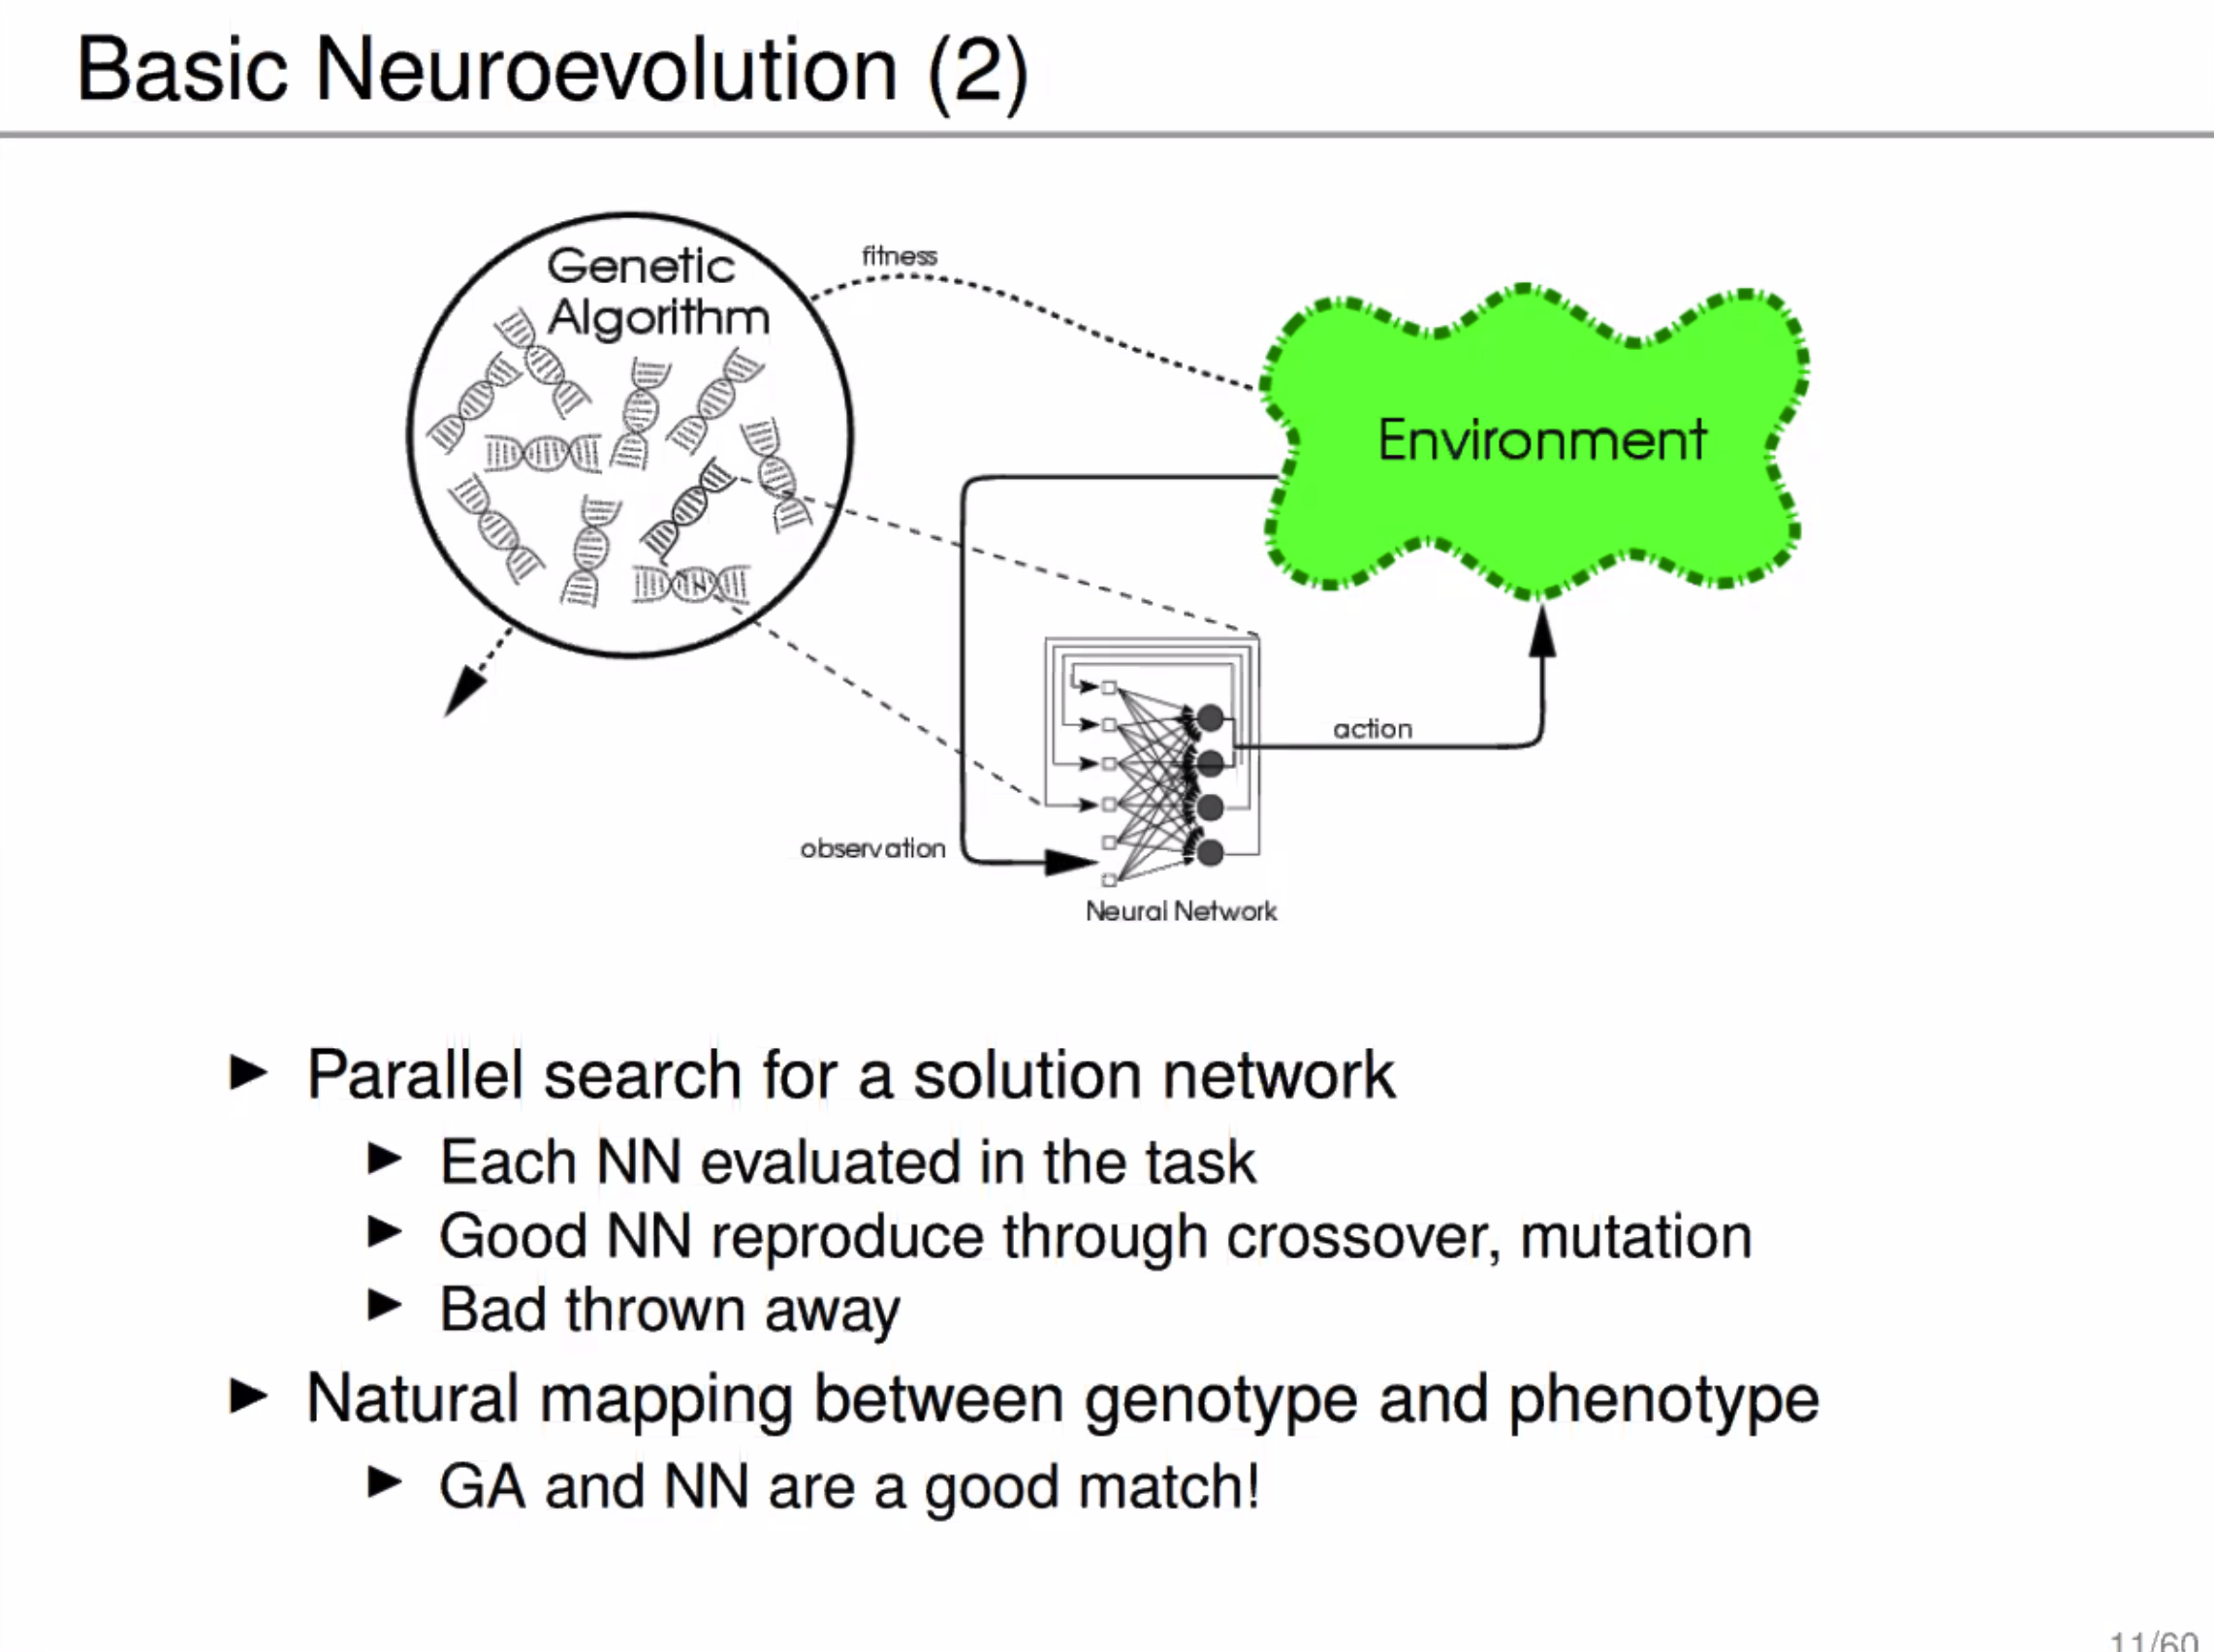 Basic Neuroevolution (2)
Genetic
Algorithm
fitness
Environment
action
observation
Neural Network
Parallel search for a solution network
Each NN evaluated in the task
Good NN reproduce through crossover, mutation
Bad thrown away
Natural mapping between genotype and phenotype
GA and NN are a good match!
11/60